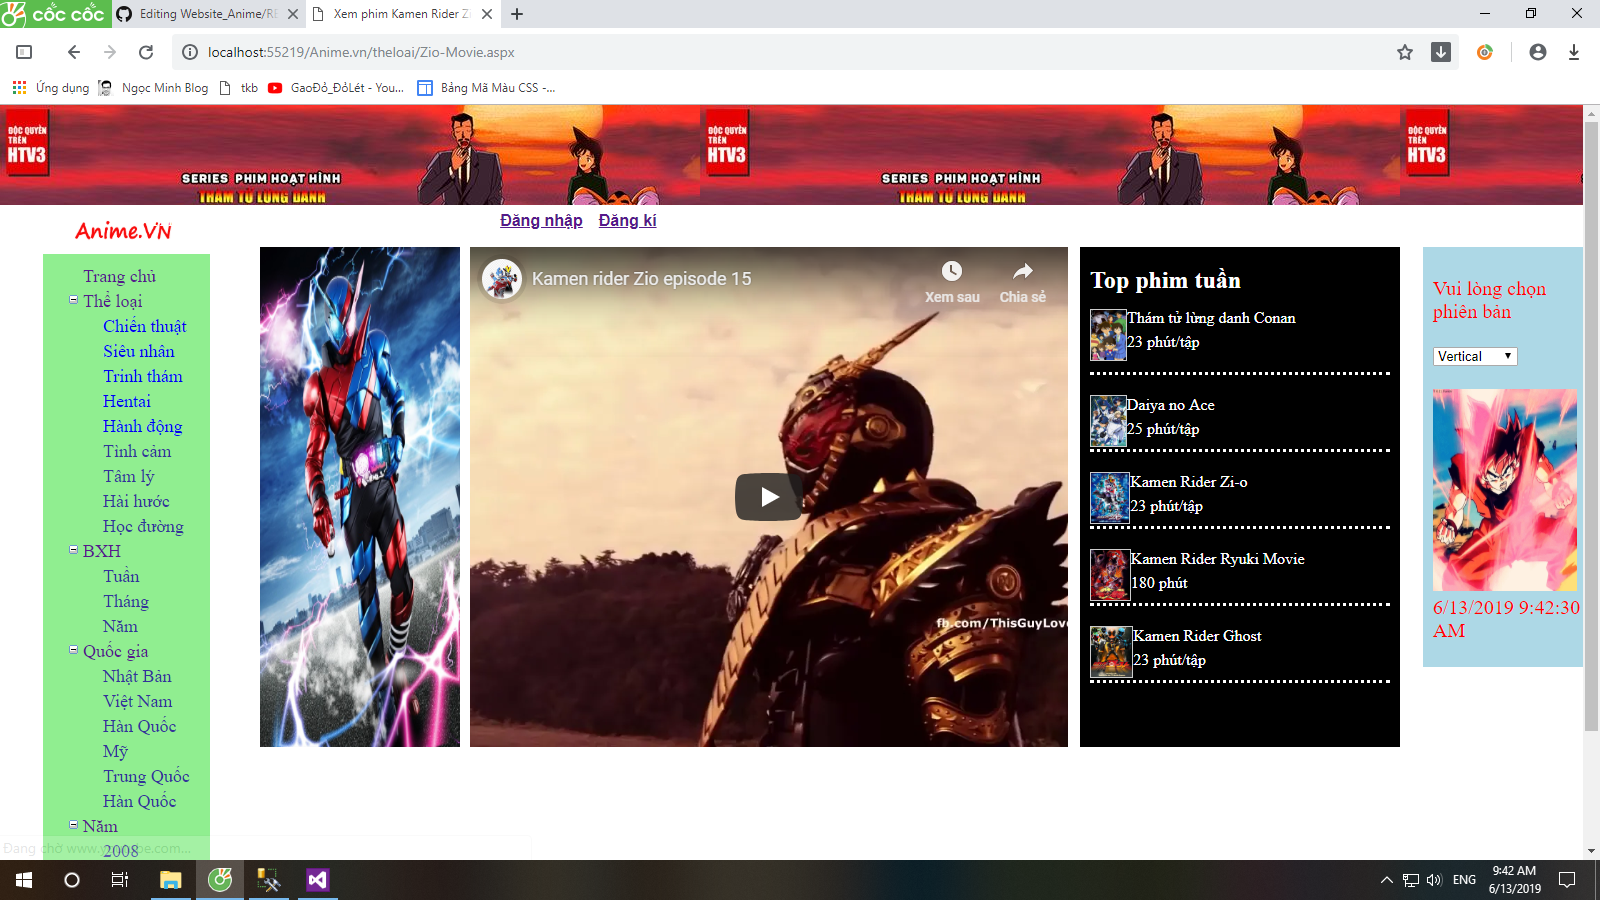 cốc cốc
Editing Website_Anime/RE
Xem phim Kamen Rider Z
localhost:55219/Anime.vn/theloai/Zio-Movie.aspx
Ứng dụng
Ngọc Minh Blog
tkb
GaoĐỏ_ĐỏLét - You...
Bảng Mã Màu CSS -...
ĐỘC QUYỀN
TRÊN
HTV3
SERIES PHIM HOẠT HÌNH
THÁM TỬ LỪNG DANH
ĐỘC QUYỀN
TRÊN
HTV3
SERIES PHIM HOẠT HÌNH
THÁM TỬ LỪNG DANH
ĐỘC QUYỀN
TRÊN
HTV3
Anime.VN
Đăng nhập
Đăng kí
Trang chủ
Thể loại
Chiến thuật
Siêu nhân
Trinh thám
Hentai
Hành động
Tình cảm
Tâm lý
Hài hước
Học đường
BXH
Tuần
Tháng
Năm
Quốc gia
Nhật Bản
Việt Nam
Hàn Quốc
Mỹ
Trung Quốc
Hàn Quốc
Năm
2008
Kamen rider Zio episode 15
Xem sau
Chia sẻ
fb.com/ThisGuyLove
Top phim tuần
Thám tử lừng danh Conan
23 phút/tập
Daiya no Ace
25 phút/tập
Kamen Rider Zi-o
23 phút/tập
Kamen Rider Ryuki Movie
180 phút
Kamen Rider Ghost
23 phút/tập
Vui lòng chọn
phiên bản
Vertical
6/13/2019 9:42:30
AM
Đang chờ www.youtube.com...
ENG
9:42 AM
6/13/2019